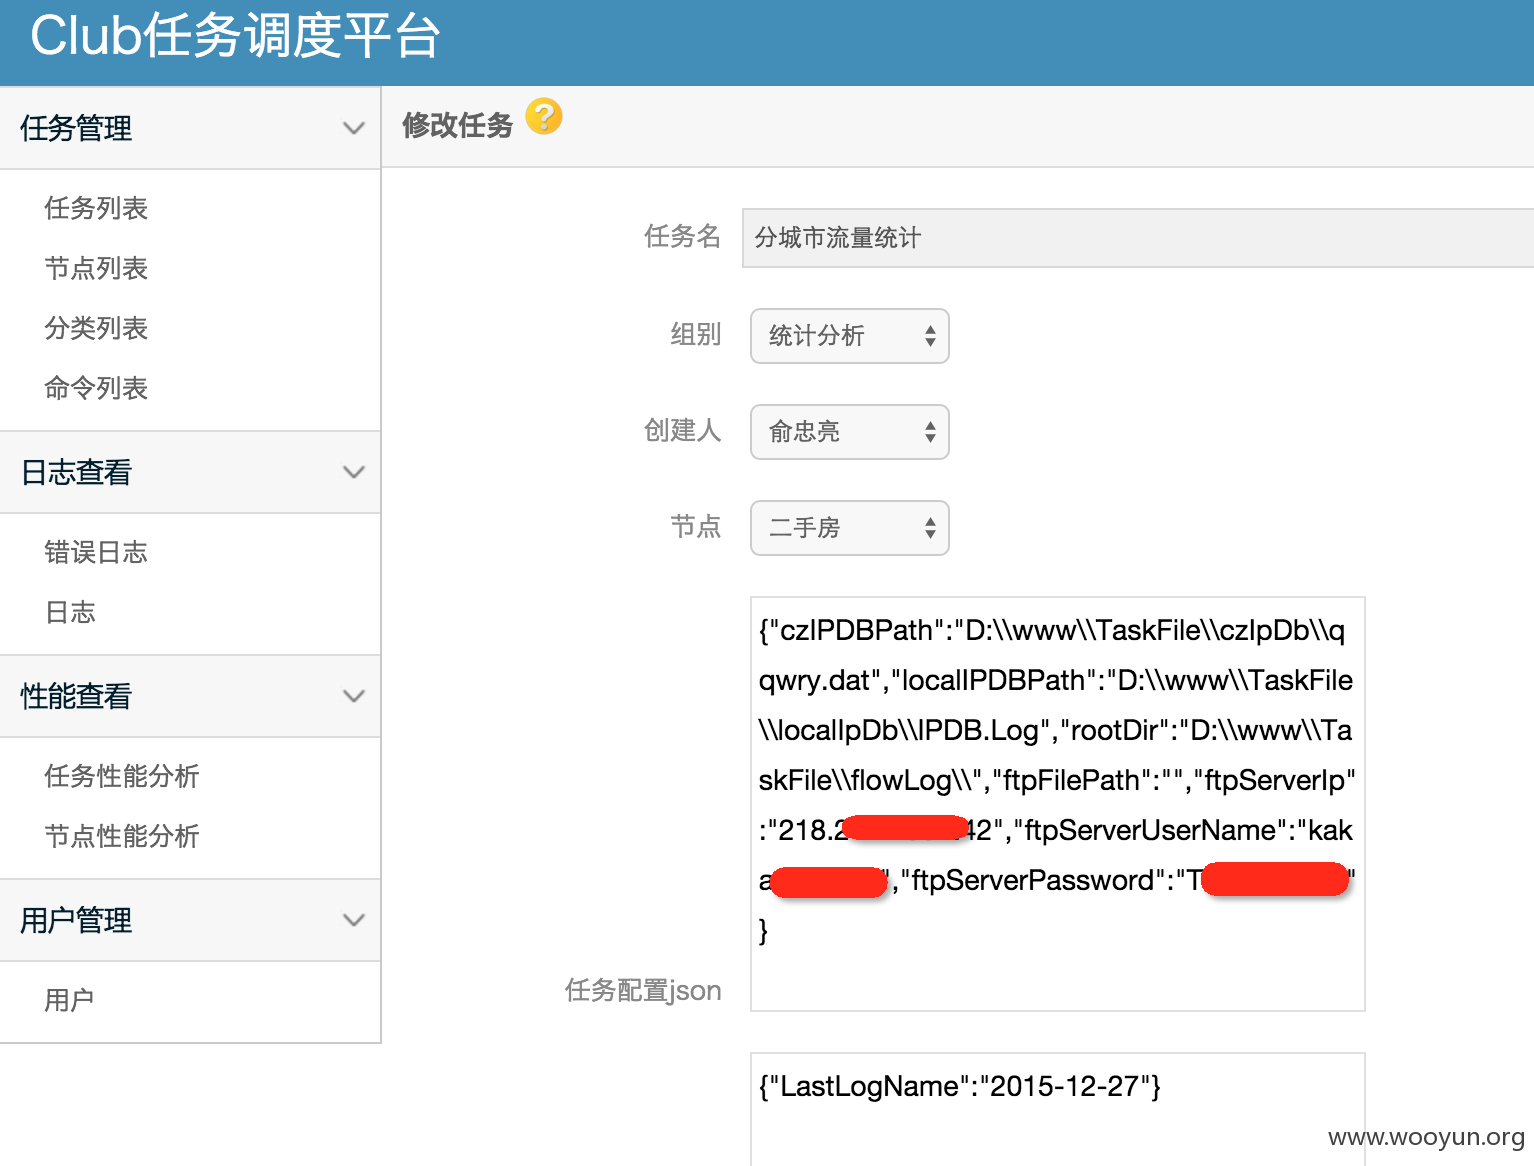 Club任务调度平台
任务管理
任务列表
节点列表
分类列表
命令列表
日志查看
错误日志
日志
性能查看
任务性能分析
节点性能分析
用户管理
用户
修改任务
任务名
分城市流量统计
组别
统计分析
创建人
俞忠亮
节点
二手房
任务配置json
{"czIPDBPath":"D:\\www\\TaskFile\\czIpDb\\q
qwry.dat","localIPDBPath":"D:\\www\\TaskFile
\\localIpDb\\IPDB.Log","rootDir":"D:\\www\\Ta
skFile\\flowLog\\","ftpFilePath":"","ftpServerIp"
:"218.2 42","ftpServerUserName":"kak
a ","ftpServerPassword":"T "
}
{"LastLogName":"2015-12-27"}
www.wooyun.org